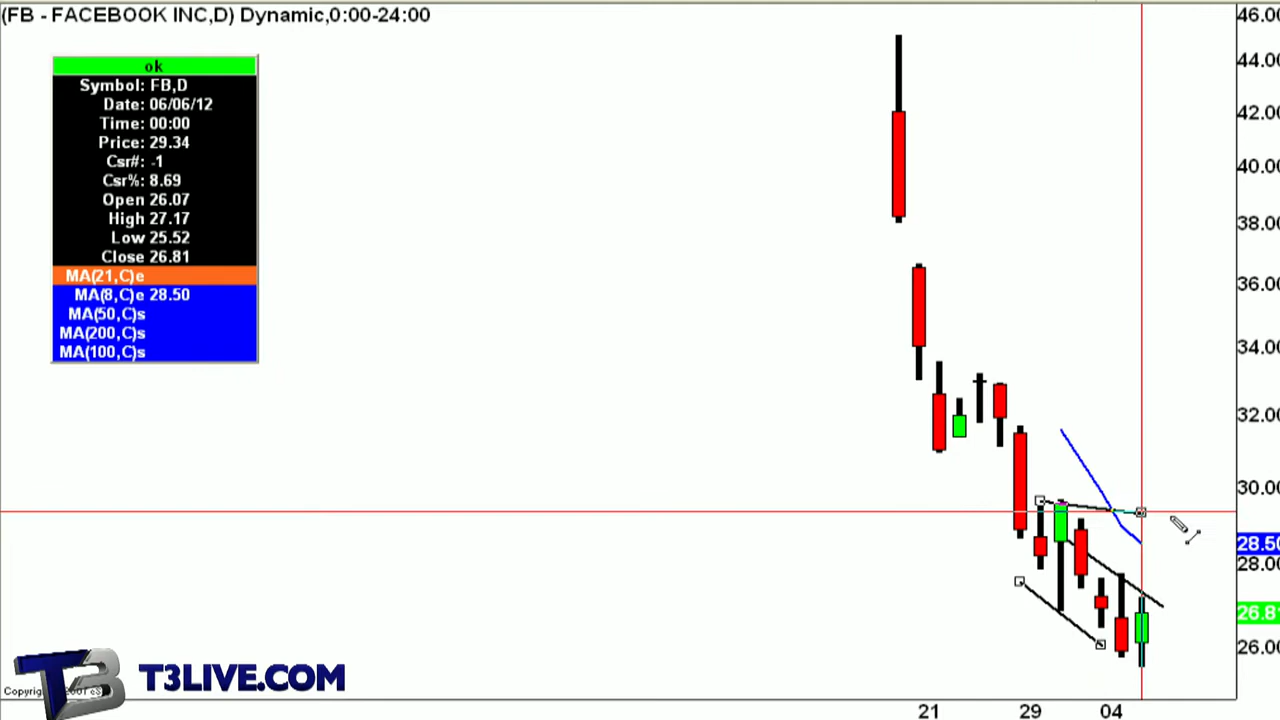 (FB - FACEBOOK INC,D) Dynamic,0:00-24:00
ok
Symbol: FB,D
Date: 06/06/12
Time: 00:00
Price: 29.34
Csr#: -1
Csr%: 8.69
Open 26.07
High 27.17
Low 25.52
Close 26.81
MA(21,C)e
MA(8,C)e 28.50
MA(50,C)s
MA(200,C)s
MA(100,C)s
46.00
44.00
42.00
40.00
38.00
36.00
34.00
32.00
30.00
28.50
28.00
26.81
26.00
T3 T3LIVE.COM
21 29 04